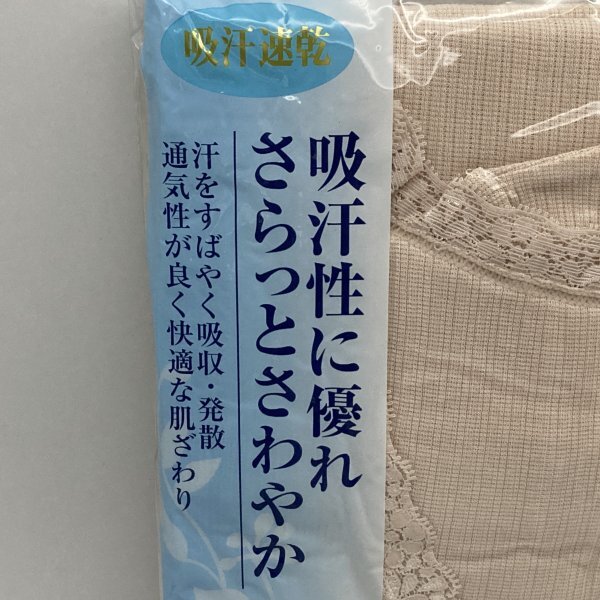 吸汗速乾
吸汗性に優れ
さらっとさわやか
汗をすばやく吸収・発散
通気性が良く快適な肌ざわり